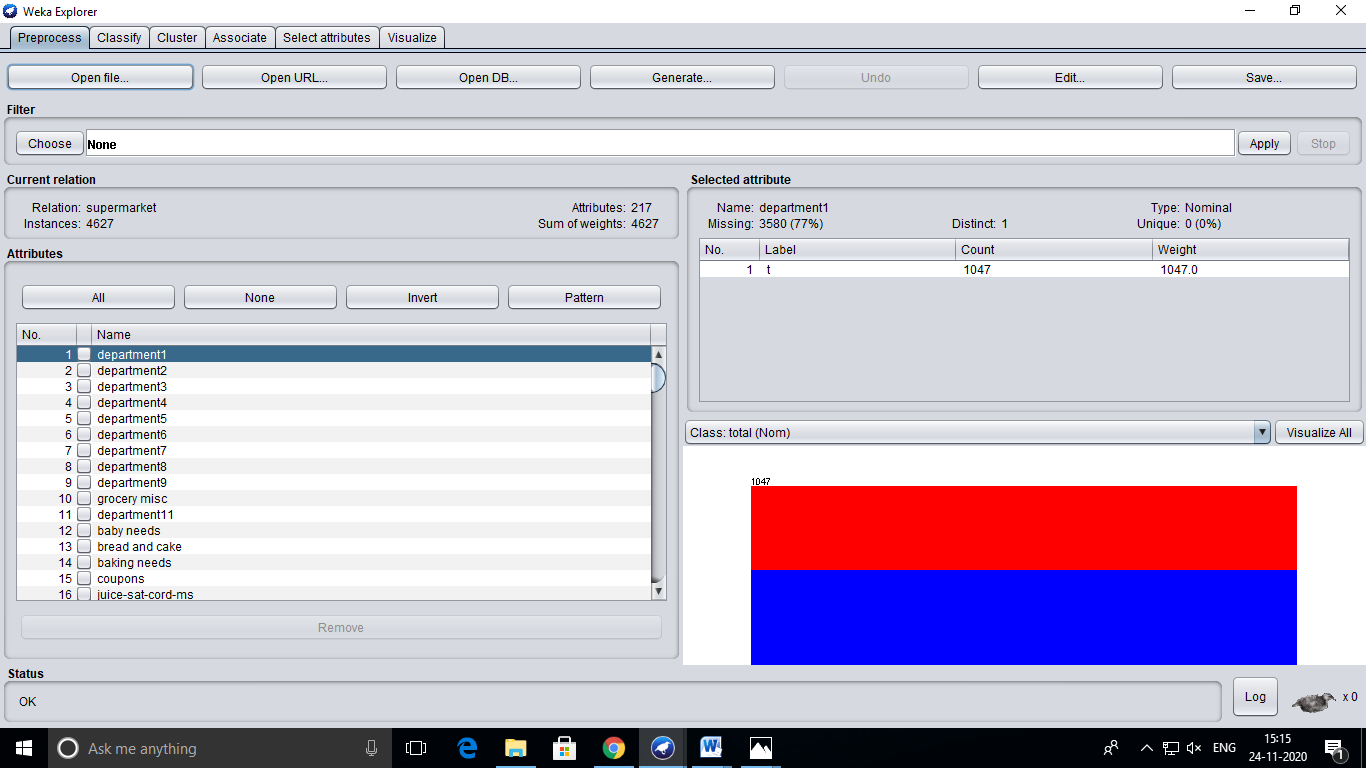 Weka Explorer
Preprocess Classify Cluster Associate Select attributes Visualize
Open file... Open URL... Open DB... Generate... Undo Edit... Save...
Filter
Choose None Apply Stop
Current relation
Relation: supermarket Attributes: 217
Instances: 4627 Sum of weights: 4627
Attributes
All None Invert Pattern
No. Name
1 department1
2 department2
3 department3
4 department4
5 department5
6 department6
7 department7
8 department8
9 department9
10 grocery misc
11 department11
12 baby needs
13 bread and cake
14 baking needs
15 coupons
16 juice-sat-cord-ms
Remove
Selected attribute
Name: department1 Type: Nominal
Missing: 3580 (77%) Distinct: 1 Unique: 0 (0%)
No. Label Count Weight
1 t 1047 1047.0
Class: total (Nom) Visualize All
1047
Status
OK
Log x 0
Ask me anything
ENG
15:15
24-11-2020
1